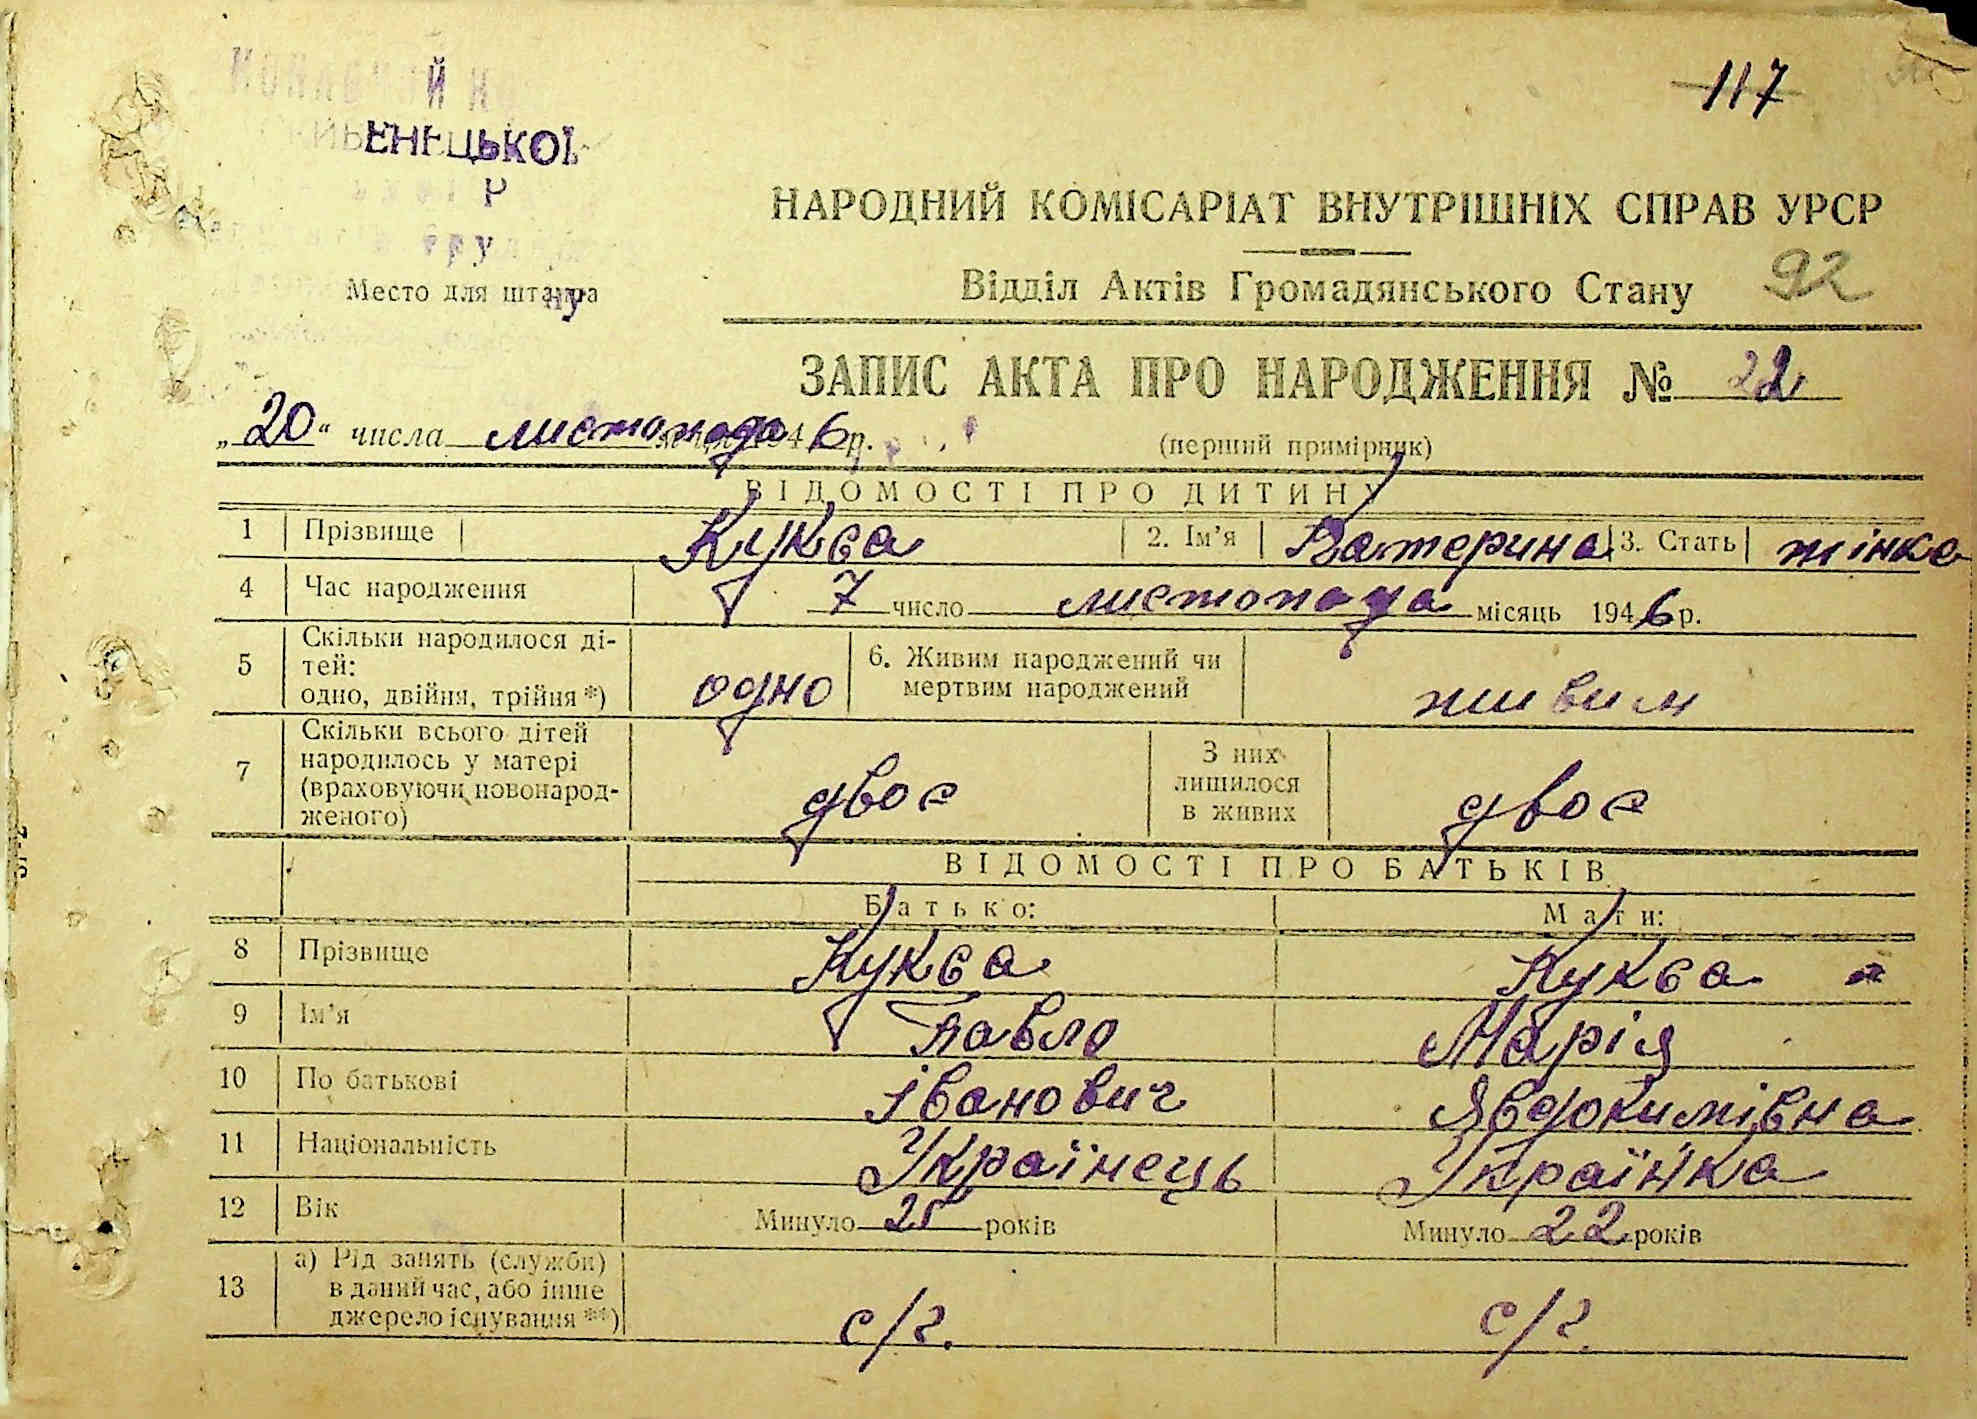 117
ЕНЕЦЬКОЇ
Место для штампа
НАРОДНИЙ КОМІСАРІАТ ВНУТРІШНІХ СПРАВ УРСР
Відділ Актів Громадянського Стану 92
ЗАПИС АКТА ПРО НАРОДЖЕННЯ № 22
„20“ числа листопада 1946 р. (перший примірник)
ВІДОМОСТІ ПРО ДИТИНУ
1 Прізвище Кукса 2. Ім'я Катерина 3. Стать жінка
4 Час народження 7 число листопада місяць 1946 р.
5 Скільки народилося ді-
тей:
одно, двійня, трійня *) одно 6. Живим народжений чи
мертвим народжений живим
7 Скільки всього дітей
народилось у матері
(враховуючи новонарод-
женого) двоє З них
лишилося
в живих двоє
ВІДОМОСТІ ПРО БАТЬКІВ
Батько: Мати:
8 Прізвище Кукса Кукса
9 Ім'я Павло Марія
10 По батькові Іванович Явдокимівна
11 Національність Українець Українка
12 Вік Минуло 25 років Минуло 22 років
13 а) Рід занять (служби)
в даний час, або інше
джерело існування **) с/г. с/г.